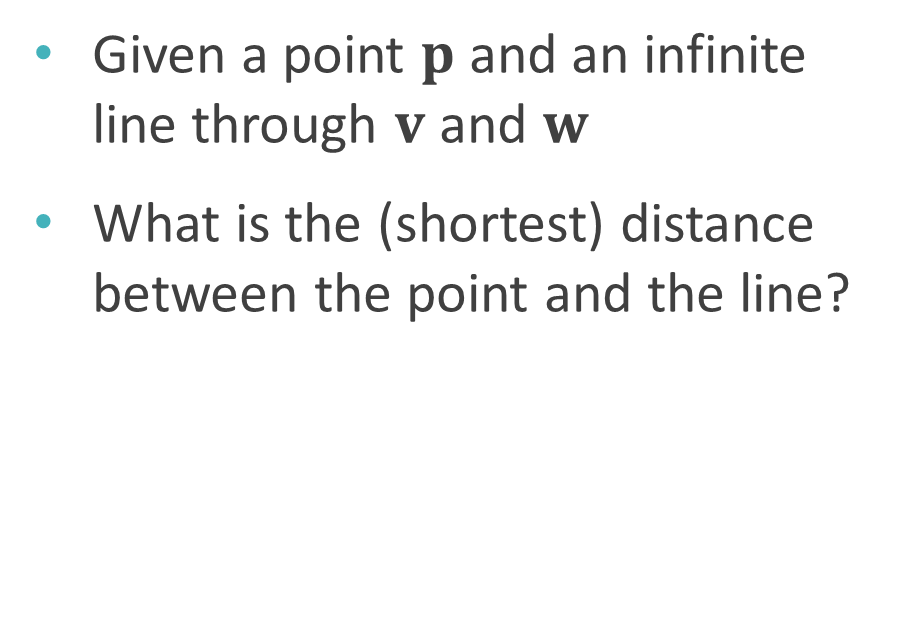 • Given a point p and an infinite
line through v and w
• What is the (shortest) distance
between the point and the line?